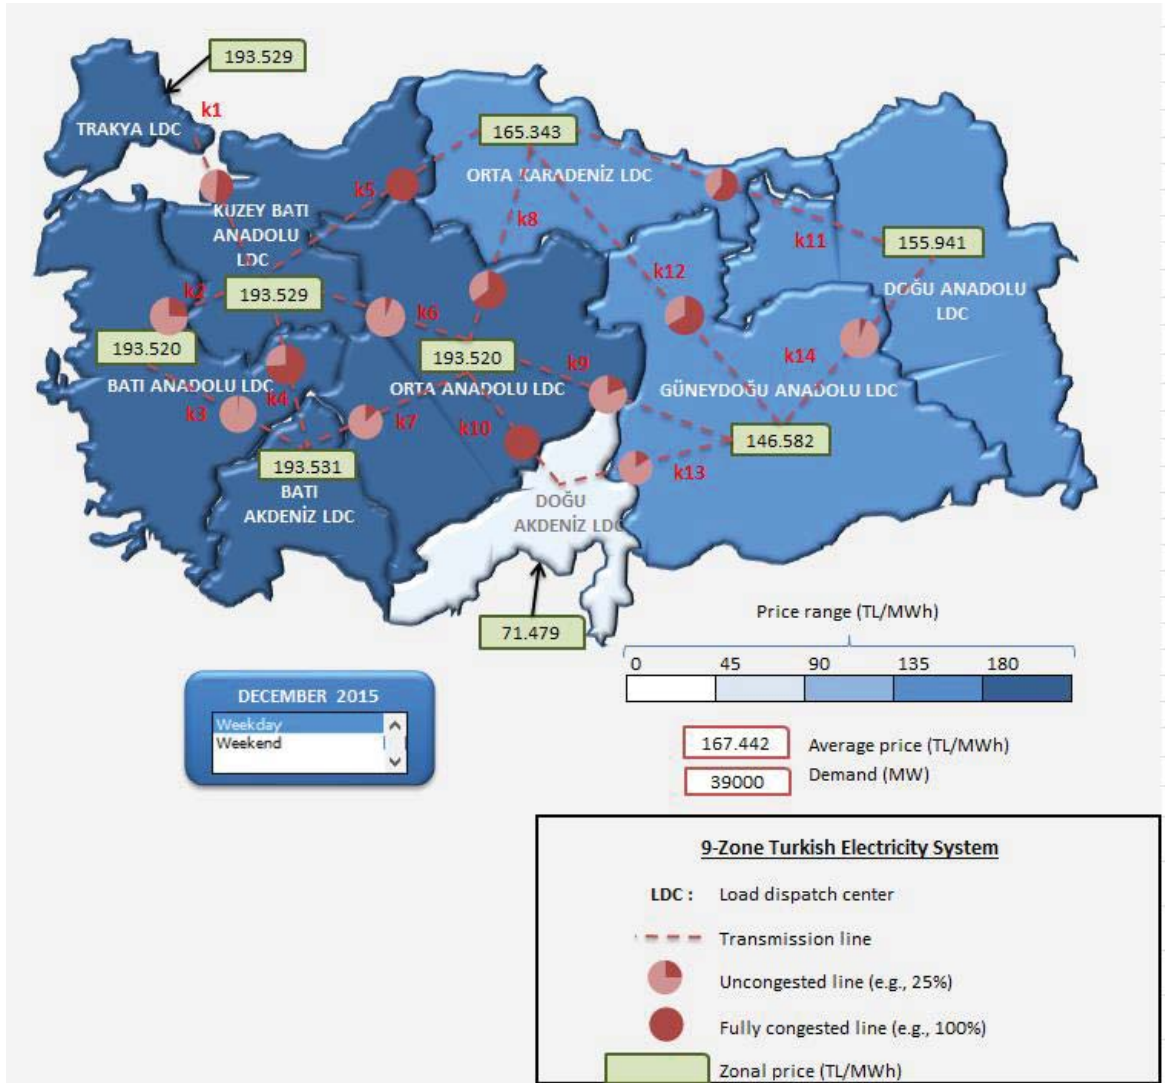 193.529
k1
TRAKYA LDC
165.343
ORTA KARADENİZ LDC
k5
KUZEY BATI
ANADOLU
LDC
k8
k11
155.941
DOĞU ANADOLU
LDC
k2
193.529
k12
k6
193.520
193.520
k9
k14
BATI ANADOLU LDC
k4
ORTA ANADOLU LDC
GÜNEYDOĞU ANADOLU LDC
k3
k7
k10
146.582
193.531
k13
BATI
AKDENİZ LDC
DOĞU
AKDENİZ LDC
71.479
Price range (TL/MWh)
0 45 90 135 180
DECEMBER 2015
Weekday
Weekend
167.442 Average price (TL/MWh)
39000 Demand (MW)
9-Zone Turkish Electricity System
LDC : Load dispatch center
Transmission line
Uncongested line (e.g., 25%)
Fully congested line (e.g., 100%)
Zonal price (TL/MWh)